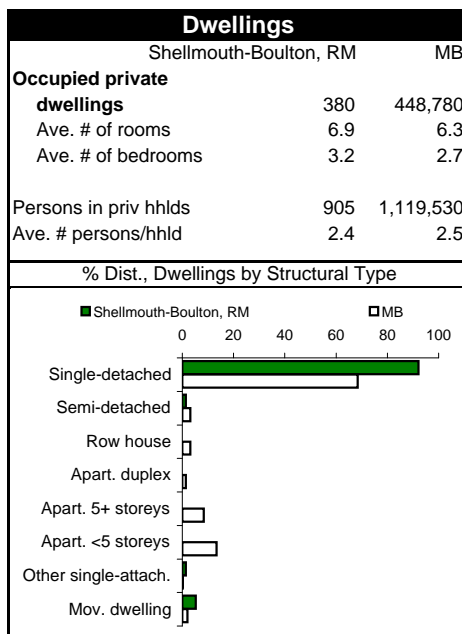 Dwellings
Shellmouth-Boulton, RM MB
Occupied private
dwellings 380 448,780
Ave. # of rooms 6.9 6.3
Ave. # of bedrooms 3.2 2.7
Persons in priv hhlds 905 1,119,530
Ave. # persons/hhld 2.4 2.5
% Dist., Dwellings by Structural Type
Shellmouth-Boulton, RM MB
0 20 40 60 80 100
Single-detached
Semi-detached
Row house
Apart. duplex
Apart. 5+ storeys
Apart. <5 storeys
Other single-attach.
Mov. dwelling